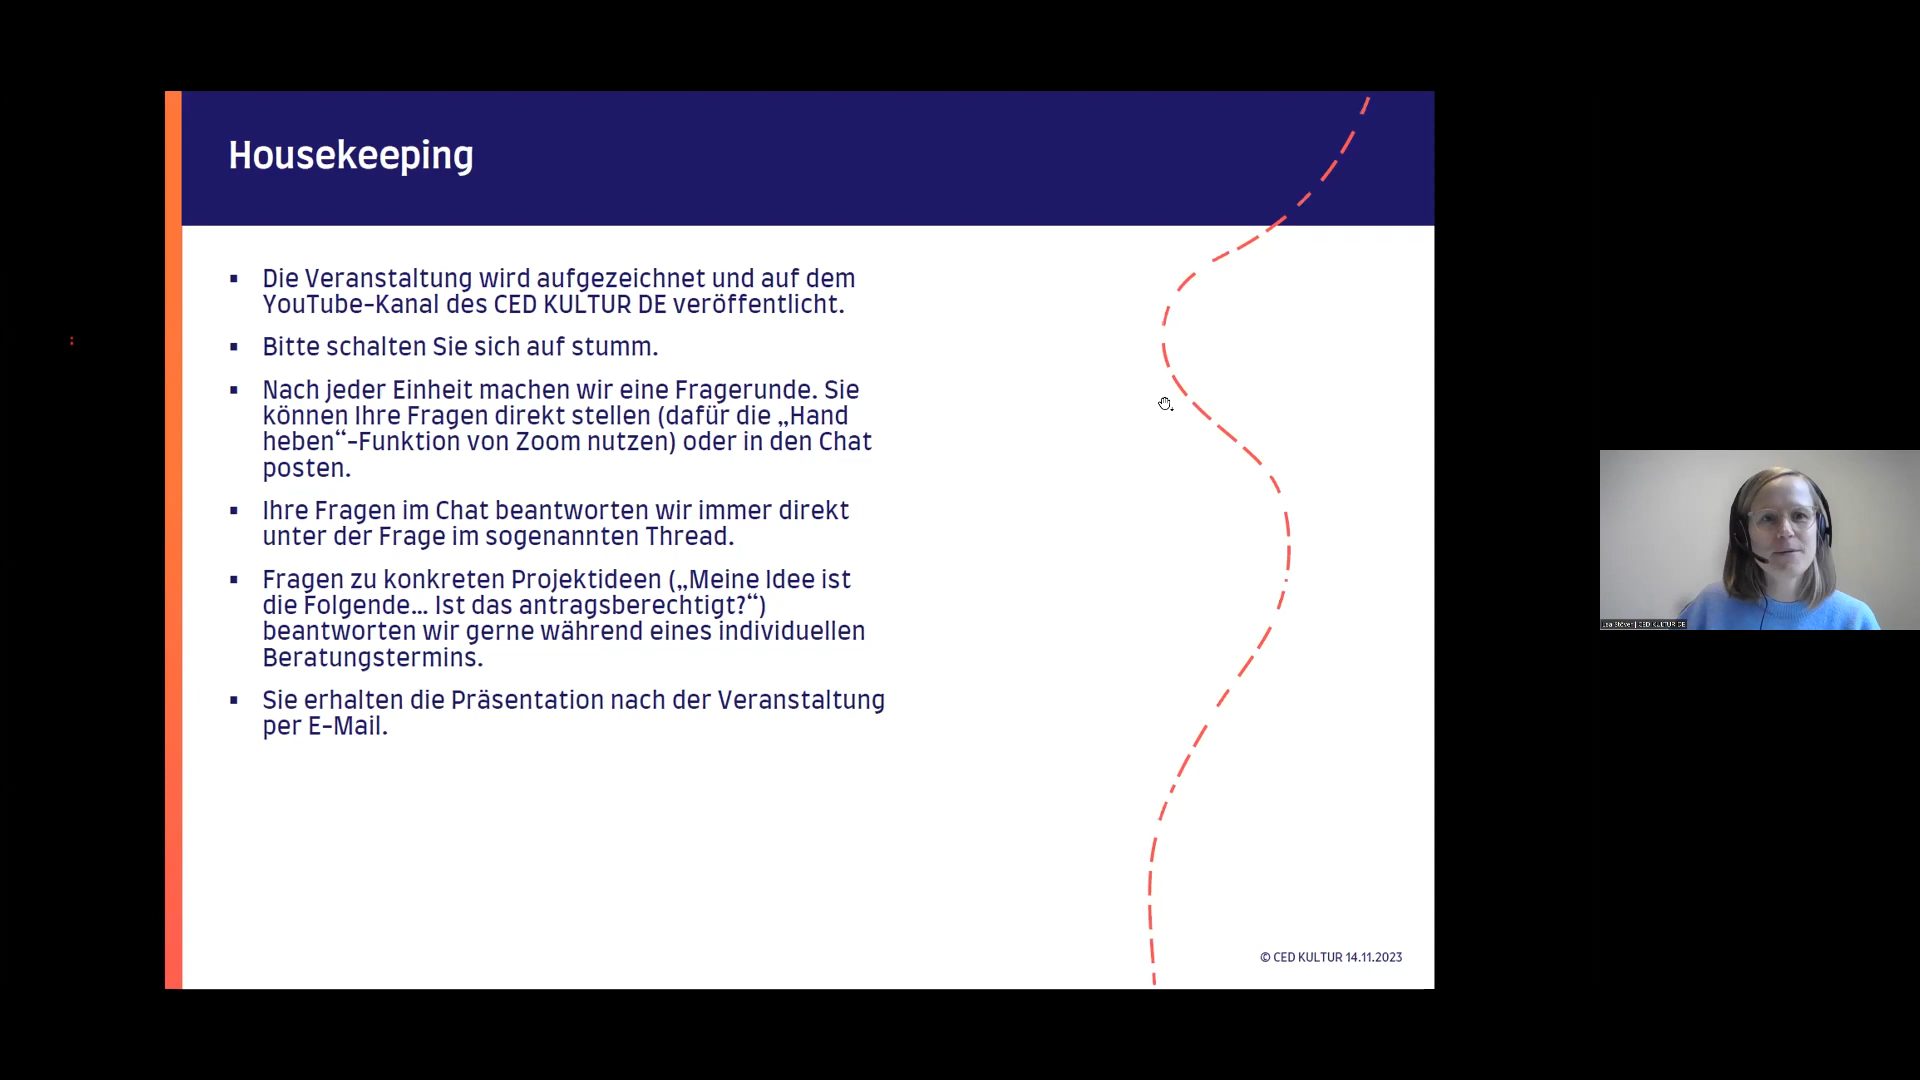 Housekeeping
▪ Die Veranstaltung wird aufgezeichnet und auf dem
YouTube-Kanal des CED KULTUR DE veröffentlicht.
▪ Bitte schalten Sie sich auf stumm.
▪ Nach jeder Einheit machen wir eine Fragerunde. Sie
können Ihre Fragen direkt stellen (dafür die „Hand
heben“-Funktion von Zoom nutzen) oder in den Chat
posten.
▪ Ihre Fragen im Chat beantworten wir immer direkt
unter der Frage im sogenannten Thread.
▪ Fragen zu konkreten Projektideen („Meine Idee ist
die Folgende... Ist das antragsberechtigt?“)
beantworten wir gerne während eines individuellen
Beratungstermins.
▪ Sie erhalten die Präsentation nach der Veranstaltung
per E-Mail.
© CED KULTUR 14.11.2023
| CED KULTUR DE